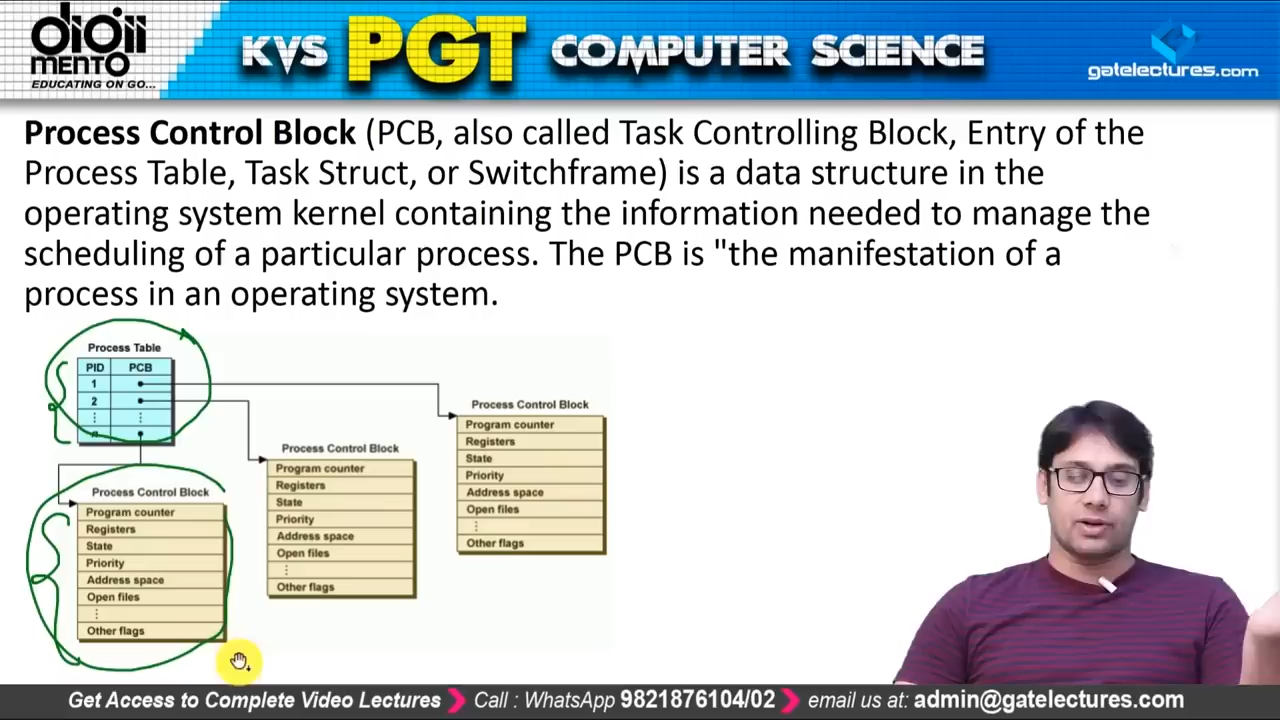 digii
MENTO
EDUCATING ON GO...
KVS PGT COMPUTER SCIENCE
gatelectures.com
Process Control Block (PCB, also called Task Controlling Block, Entry of the
Process Table, Task Struct, or Switchframe) is a data structure in the
operating system kernel containing the information needed to manage the
scheduling of a particular process. The PCB is "the manifestation of a
process in an operating system.
Process Table
PID PCB
1
2
⋮ ⋮
n
Process Control Block
Program counter
Registers
State
Priority
Address space
Open files
⋮
Other flags
Process Control Block
Program counter
Registers
State
Priority
Address space
Open files
⋮
Other flags
Process Control Block
Program counter
Registers
State
Priority
Address space
Open files
⋮
Other flags
Get Access to Complete Video Lectures Call : WhatsApp 9821876104/02 email us at: admin@gatelectures.com